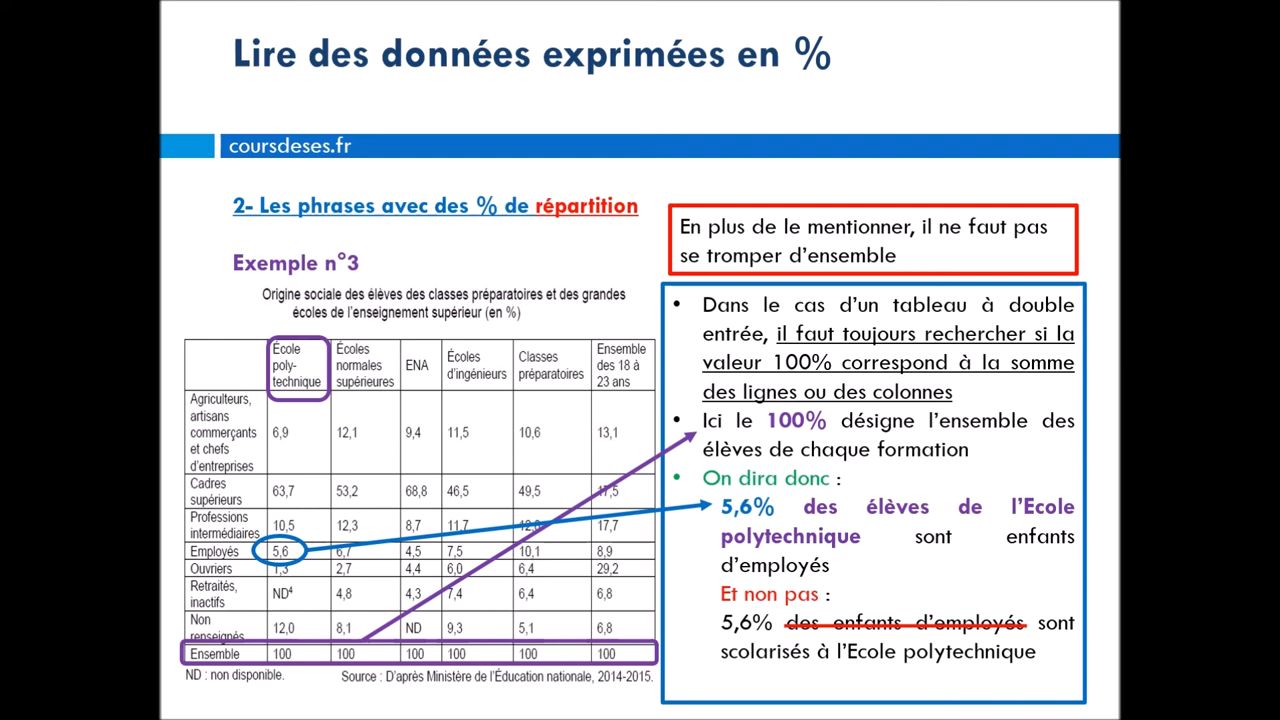 Lire des données exprimées en %
coursdeses.fr
2- Les phrases avec des % de répartition
Exemple n°3
Origine sociale des élèves des classes préparatoires et des grandes
écoles de l'enseignement supérieur (en %)
École poly-technique | Écoles normales supérieures | ENA | Écoles d'ingénieurs | Classes préparatoires | Ensemble des 18 à 23 ans
Agriculteurs, artisans commerçants et chefs d'entreprises | 6,9 | 12,1 | 9,4 | 11,5 | 10,6 | 13,1
Cadres supérieurs | 63,7 | 53,2 | 68,8 | 46,5 | 49,5 | 17,5
Professions intermédiaires | 10,5 | 12,3 | 8,7 | 11,7 | 12,0 | 17,7
Employés | 5,6 | 6,7 | 4,5 | 7,5 | 10,1 | 8,9
Ouvriers | 1,3 | 2,7 | 4,4 | 6,0 | 6,4 | 29,2
Retraités, inactifs | ND⁴ | 4,8 | 4,3 | 7,4 | 6,4 | 6,8
Non renseignés | 12,0 | 8,1 | ND | 9,3 | 5,1 | 6,8
Ensemble | 100 | 100 | 100 | 100 | 100 | 100
ND : non disponible.
Source : D'après Ministère de l'Éducation nationale, 2014-2015.
En plus de le mentionner, il ne faut pas
se tromper d'ensemble
• Dans le cas d'un tableau à double
entrée, il faut toujours rechercher si la
valeur 100% correspond à la somme
des lignes ou des colonnes
• Ici le 100% désigne l'ensemble des
élèves de chaque formation
• On dira donc :
5,6% des élèves de l'Ecole
polytechnique sont enfants
d'employés
Et non pas :
5,6% des enfants d'employés sont
scolarisés à l'Ecole polytechnique